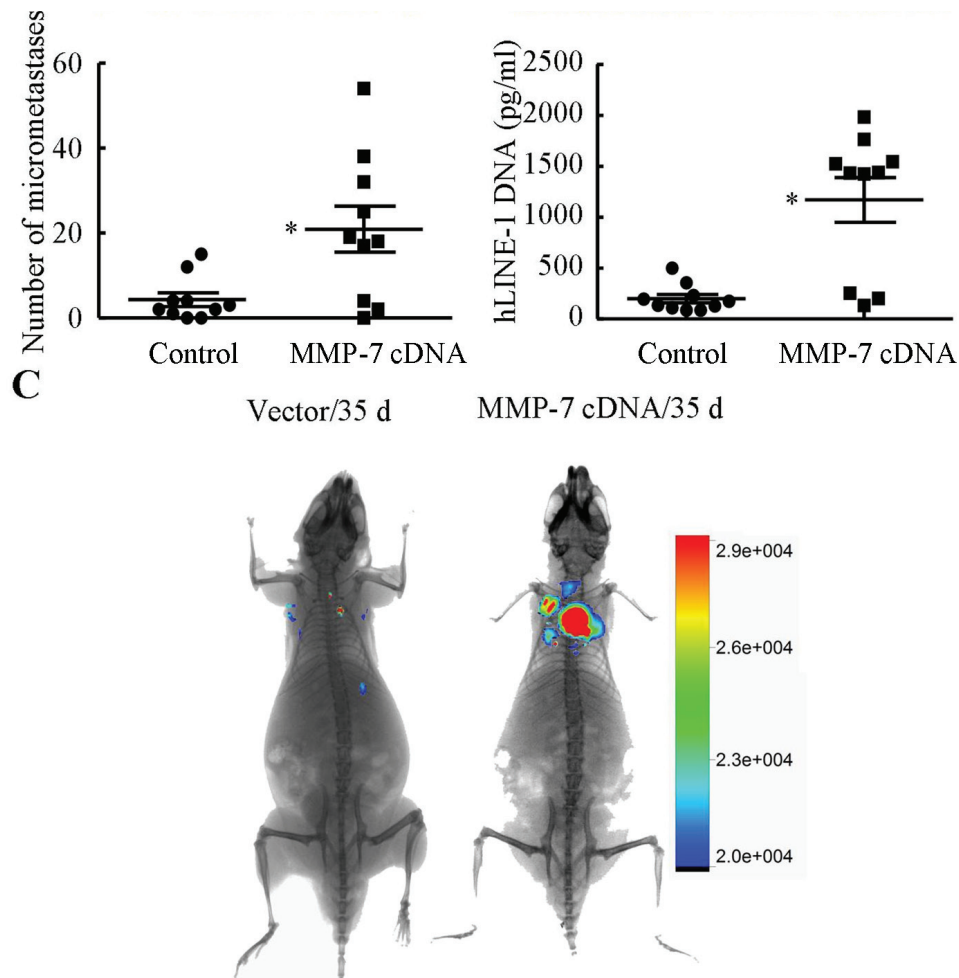 Number of micrometastases
60
40
20
0
*
Control
MMP-7 cDNA
hLINE-1 DNA (pg/ml)
2500
2000
1500
1000
500
0
*
Control
MMP-7 cDNA
C
Vector/35 d
MMP-7 cDNA/35 d
2.9e+004
2.6e+004
2.3e+004
2.0e+004